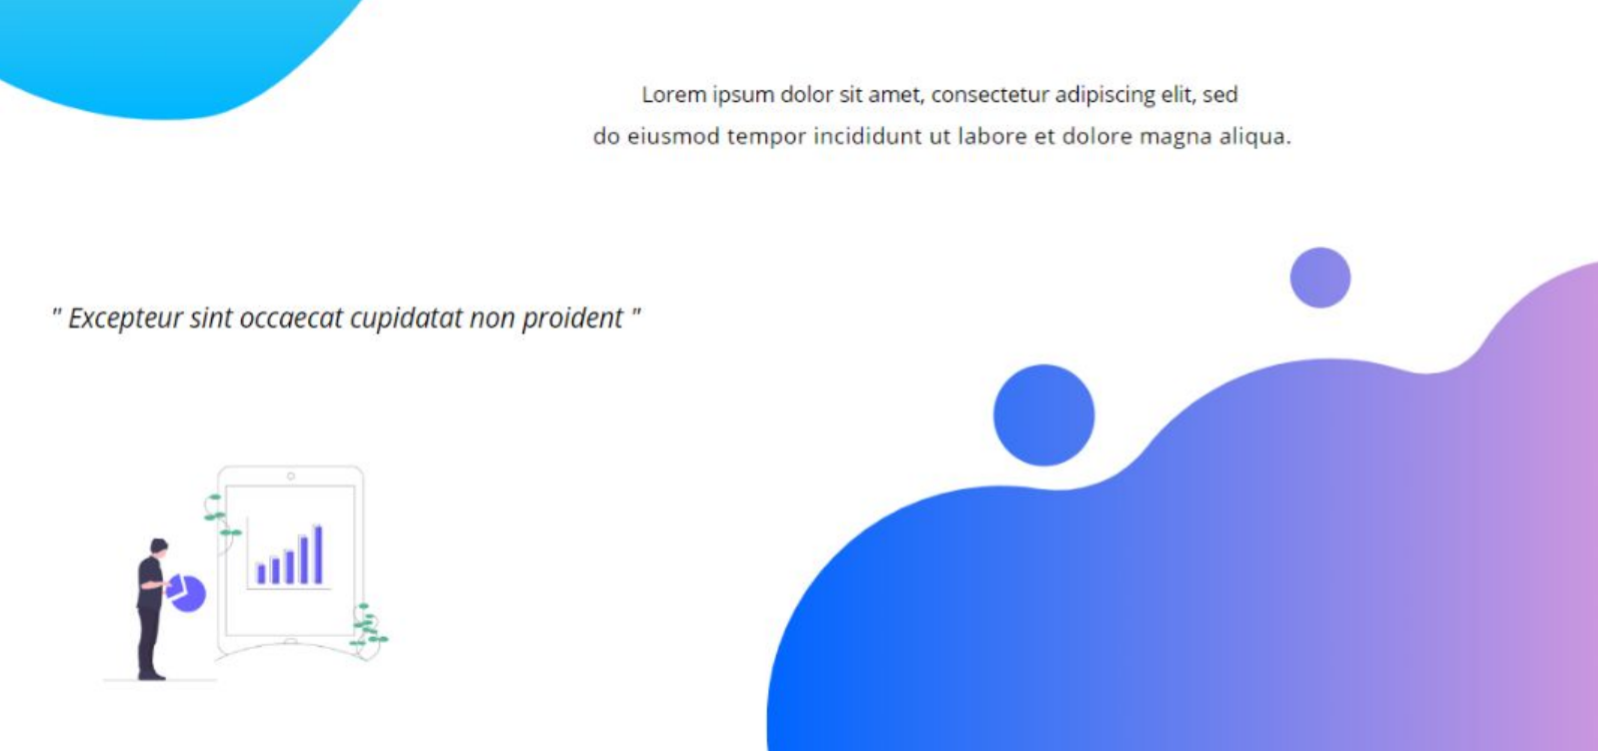 Lorem ipsum dolor sit amet, consectetur adipiscing elit, sed
do eiusmod tempor incididunt ut labore et dolore magna aliqua.
" Excepteur sint occaecat cupidatat non proident "